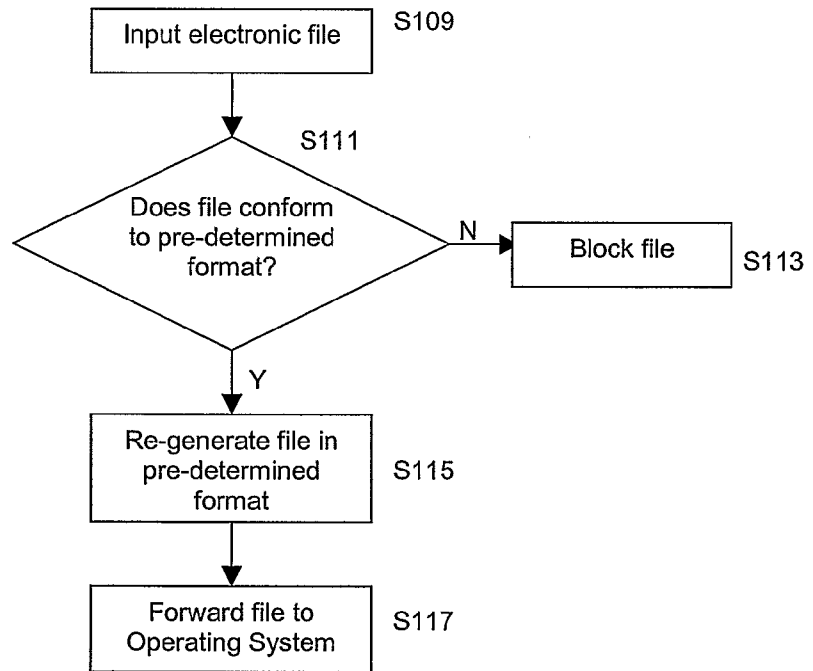 Input electronic file
S109
S111
Does file conform
to pre-determined
format?
N
Block file
S113
Y
Re-generate file in
pre-determined
format
S115
Forward file to
Operating System
S117